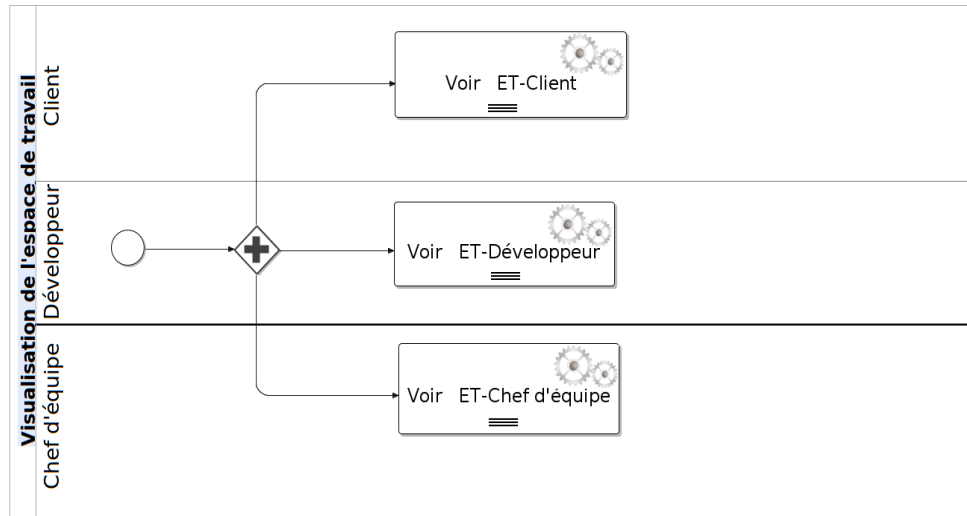 Visualisation de l'espace de travail
Client
Voir ET-Client
Développeur
Voir ET-Développeur
Chef d'équipe
Voir ET-Chef d'équipe